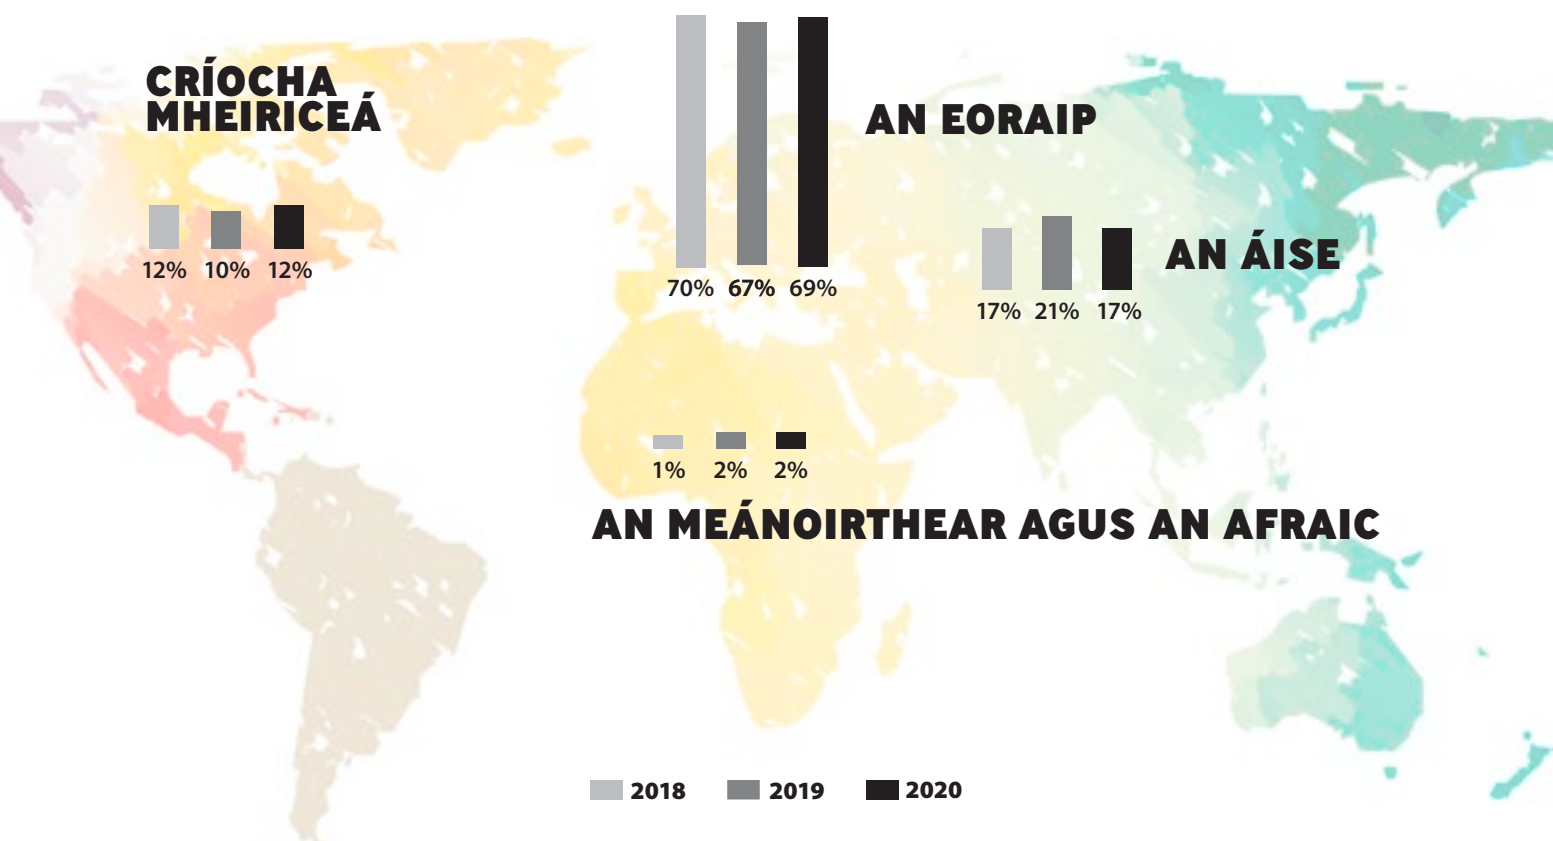 CRÍOCHA
MHEIRICEÁ
12% 10% 12%
AN EORAIP
70% 67% 69%
AN ÁISE
17% 21% 17%
1% 2% 2%
AN MEÁNOIRTHEAR AGUS AN AFRAIC
2018 2019 2020